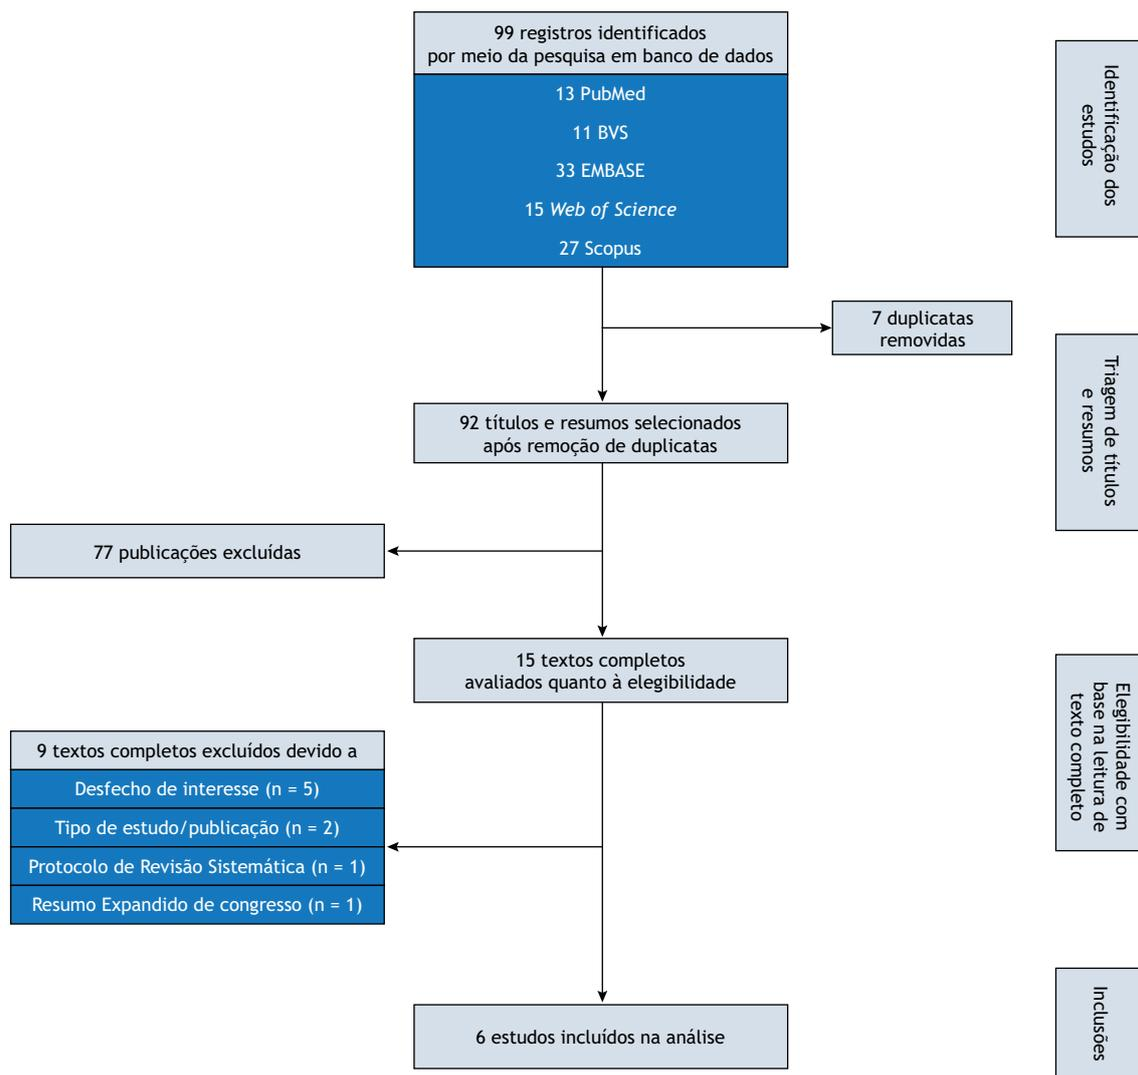 99 registros identificados
por meio da pesquisa em banco de dados
13 PubMed
11 BVS
33 EMBASE
15 Web of Science
27 Scopus
Identificação dos
estudos
7 duplicatas
removidas
Triagem de títulos
e resumos
92 títulos e resumos selecionados
após remoção de duplicatas
77 publicações excluídas
15 textos completos
avaliados quanto à elegibilidade
Elegibilidade com
base na leitura de
texto completo
9 textos completos excluídos devido a
Desfecho de interesse (n = 5)
Tipo de estudo/publicação (n = 2)
Protocolo de Revisão Sistemática (n = 1)
Resumo Expandido de congresso (n = 1)
6 estudos incluídos na análise
Inclusões